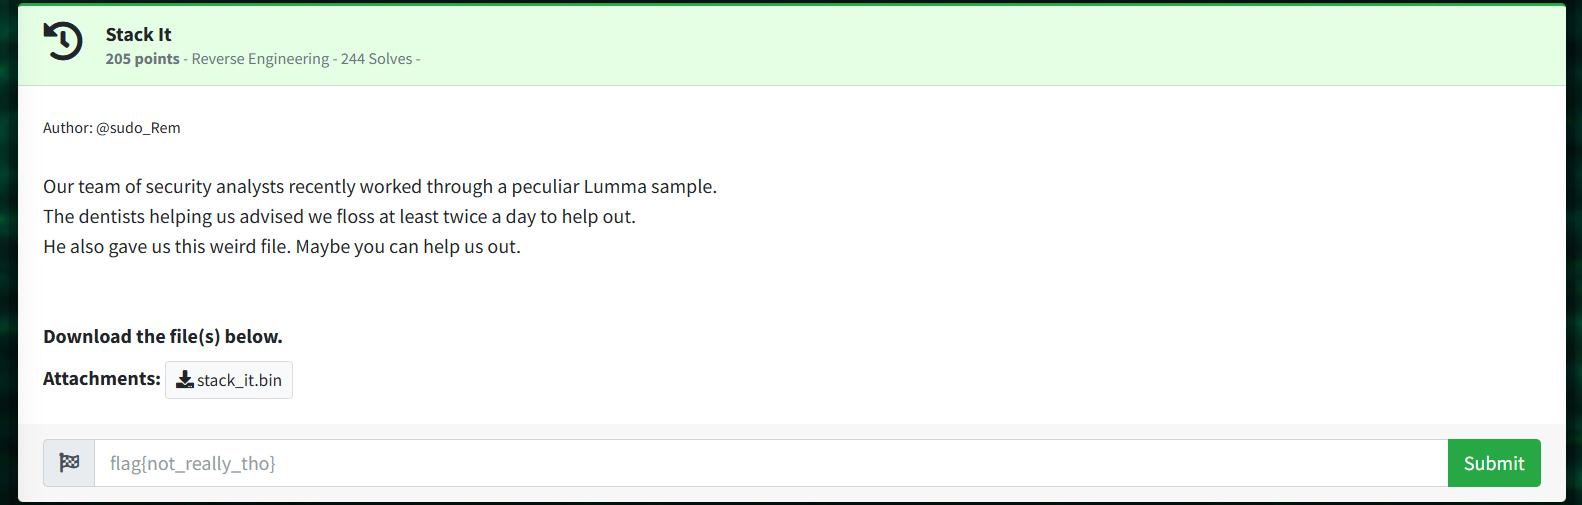 Stack It
205 points - Reverse Engineering - 244 Solves -
Author: @sudo_Rem
Our team of security analysts recently worked through a peculiar Lumma sample.
The dentists helping us advised we floss at least twice a day to help out.
He also gave us this weird file. Maybe you can help us out.
Download the file(s) below.
Attachments: stack_it.bin
flag{not_really_tho}
Submit